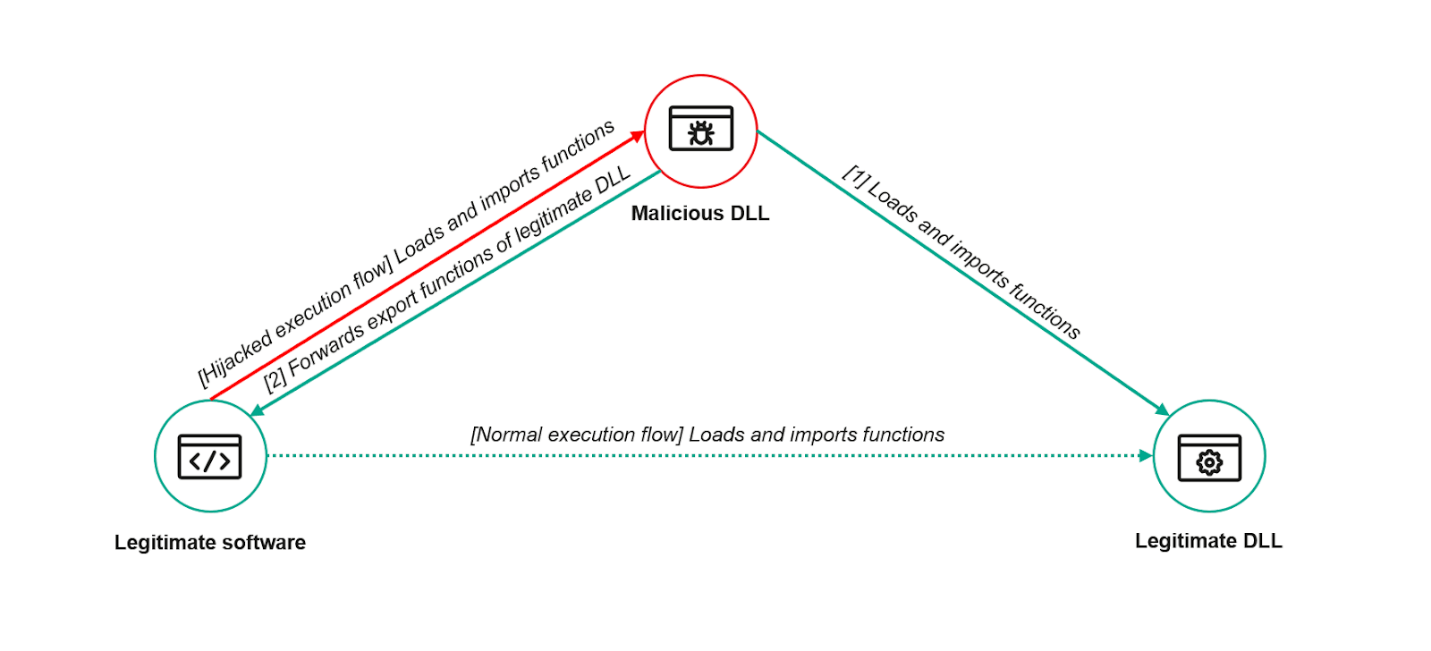 Malicious DLL
[Hijacked execution flow] Loads and imports functions
[2] Forwards export functions of legitimate DLL
[1] Loads and imports functions
[Normal execution flow] Loads and imports functions
</>
Legitimate software
Legitimate DLL